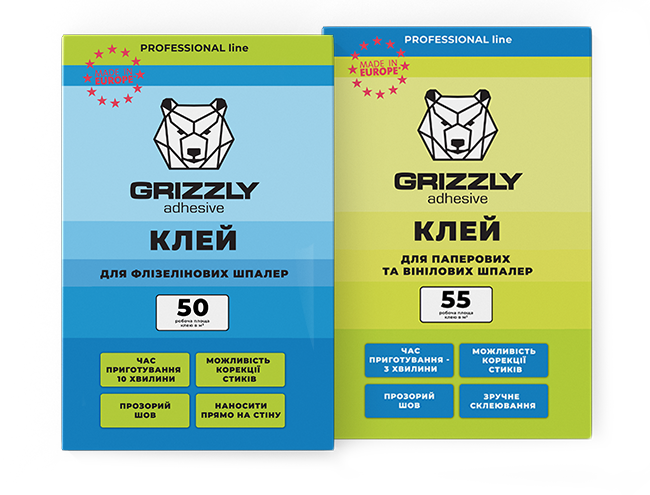 PROFESSIONAL line
MADE IN
EUROPE
GRIZZLY
adhesive
КЛЕЙ
ДЛЯ ФЛІЗЕЛІНОВИХ ШПАЛЕР
50
робоча площа
клею в м²
ЧАС
ПРИГОТУВАННЯ
10 ХВИЛИНИ
МОЖЛИВІСТЬ
КОРЕКЦІЇ
СТИКІВ
ПРОЗОРИЙ
ШОВ
НАНОСИТИ
ПРЯМО НА СТІНУ
PROFESSIONAL line
MADE IN
EUROPE
GRIZZLY
adhesive
КЛЕЙ
ДЛЯ ПАПЕРОВИХ
ТА ВІНІЛОВИХ ШПАЛЕР
55
робоча площа
клею в м²
ЧАС
ПРИГОТУВАННЯ -
3 ХВИЛИНИ
МОЖЛИВІСТЬ
КОРЕКЦІЇ
СТИКІВ
ПРОЗОРИЙ
ШОВ
ЗРУЧНЕ
СКЛЕЮВАННЯ